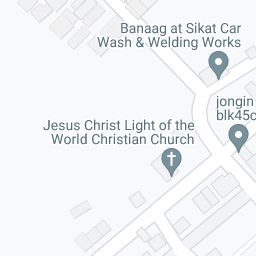 Banaag at Sikat Car
Wash & Welding Works
jongin
blk45c
Jesus Christ Light of the
World Christian Church